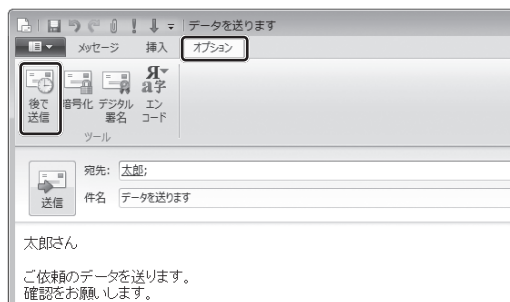 データを送ります
メッセージ 挿入 オプション
後で送信 暗号化 デジタル署名 エンコード
ツール
宛先: 太郎;
送信 件名 データを送ります
太郎さん
ご依頼のデータを送ります。
確認をお願いします。